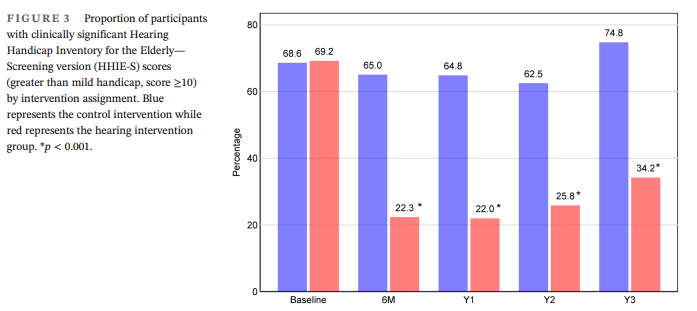 FIGURE 3 Proportion of participants
with clinically significant Hearing
Handicap Inventory for the Elderly—
Screening version (HHIE-S) scores
(greater than mild handicap, score ≥10)
by intervention assignment. Blue
represents the control intervention while
red represents the hearing intervention
group. *p < 0.001.
Percentage
80
60
40
20
0
68.6 69.2
65.0
22.3 *
64.8
22.0 *
62.5
25.8 *
74.8
34.2*
Baseline 6M Y1 Y2 Y3